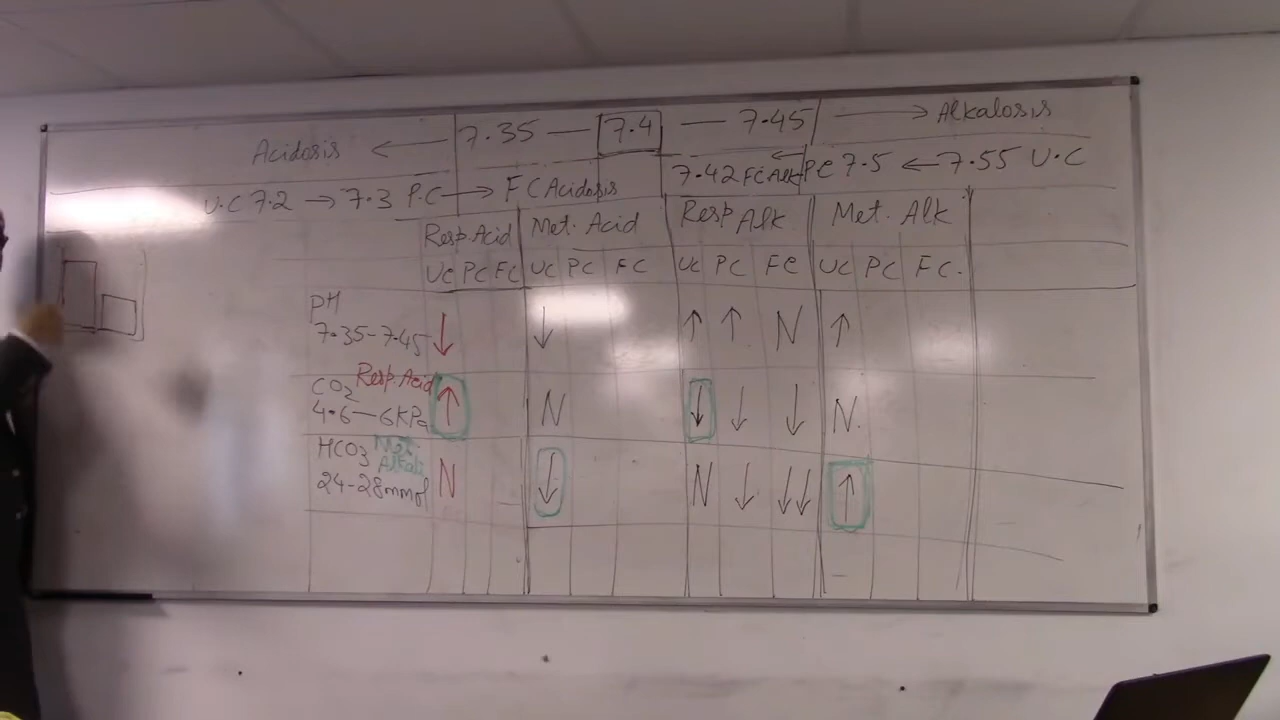 Acidosis ← 7.35 — 7.4 — 7.45 → Alkalosis
U.C 7.2 → 7.3 P.C → FC Acidosis 7.42 FC Alk ← PC 7.5 ← 7.55 U.C
Resp. Acid Met. Acid Resp Alk Met. Alk
UC PC FC UC PC FC UC PC FC UC PC FC.
PH
7.35-7.45 ↓ ↓ ↑ ↑ N ↑
CO2 Resp. Acid
4.6—6KPa ↑ N ↓ ↓ ↓ N.
HCO3 Met.
Alkali
24-28mmol N ↓ N ↓ ↓↓ ↑